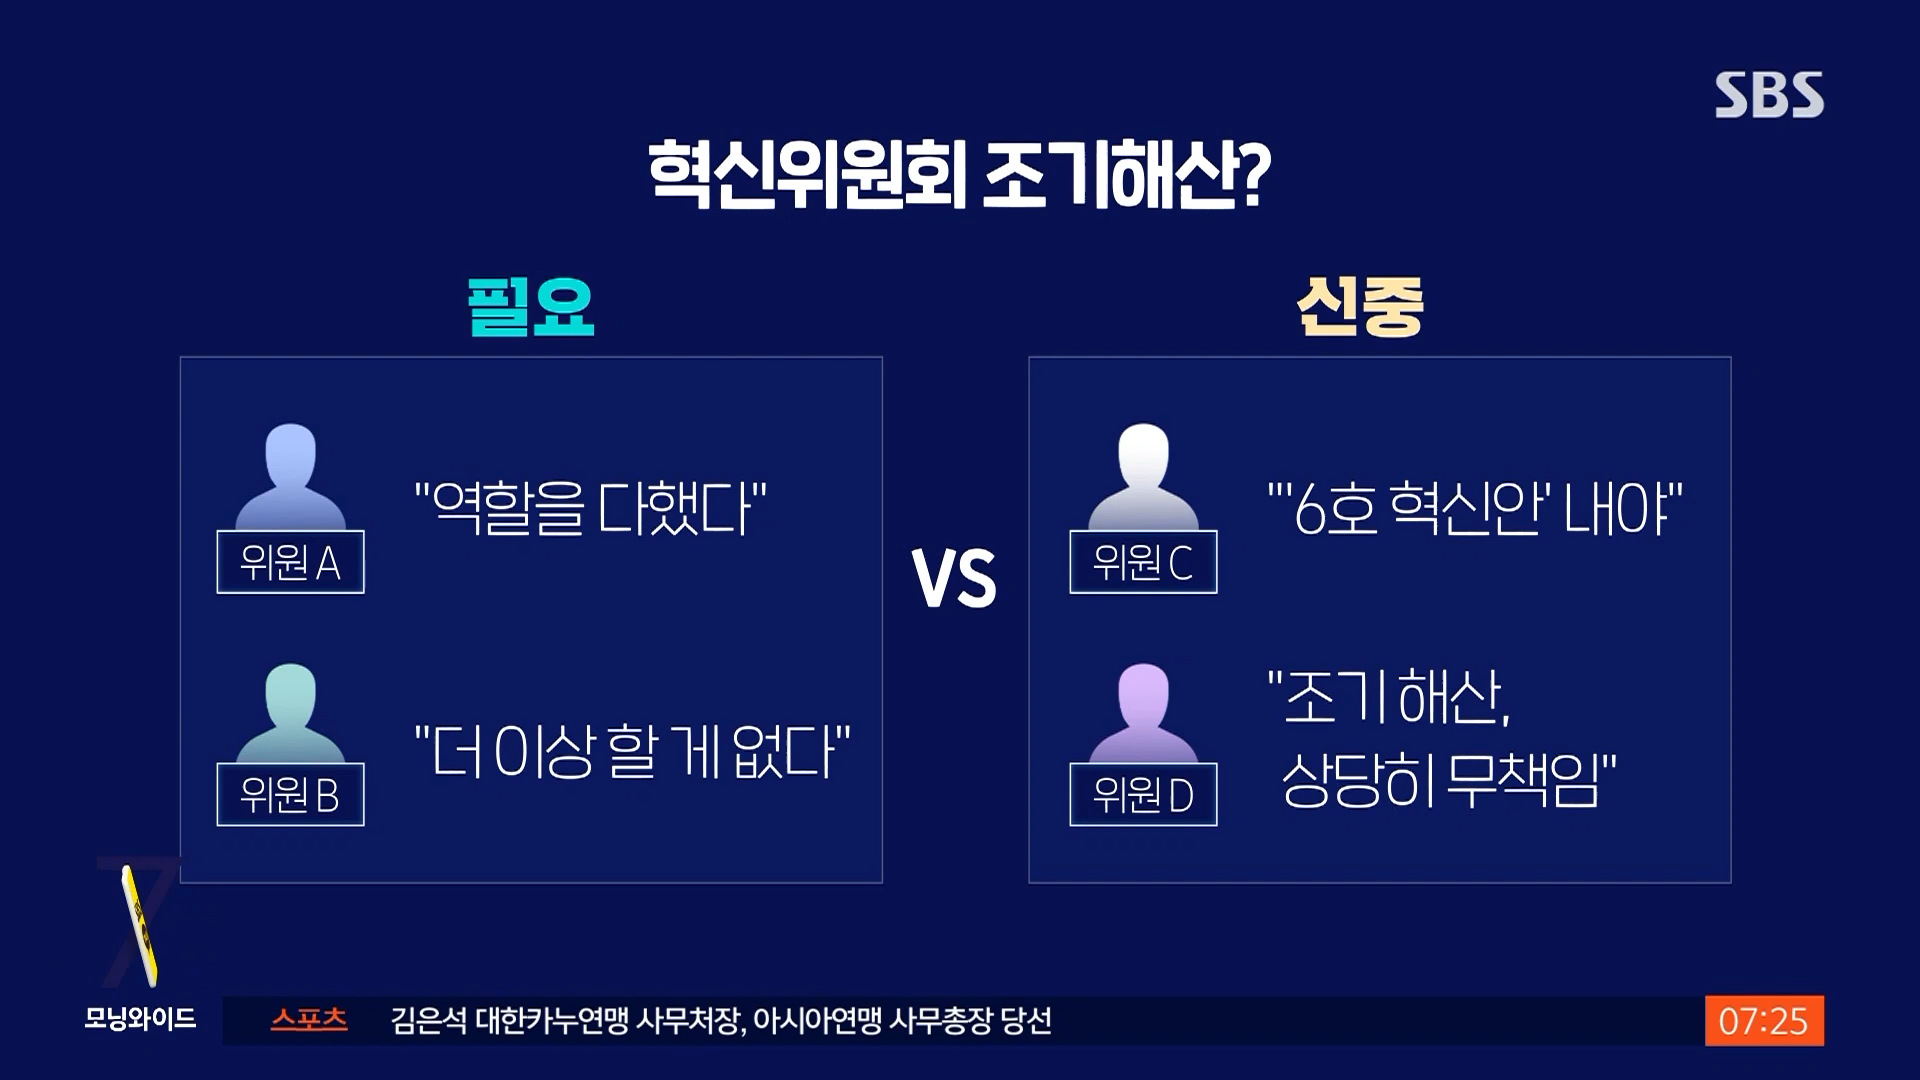 SBS
혁신위원회 조기해산?
필요
위원 A
"역할을 다했다"
위원 B
"더 이상 할 게 없다"
VS
신중
위원 C
"'6호 혁신안' 내야"
위원 D
"조기 해산,
상당히 무책임"
7
모닝와이드
스포츠
김은석 대한카누연맹 사무처장, 아시아연맹 사무총장 당선
07:25